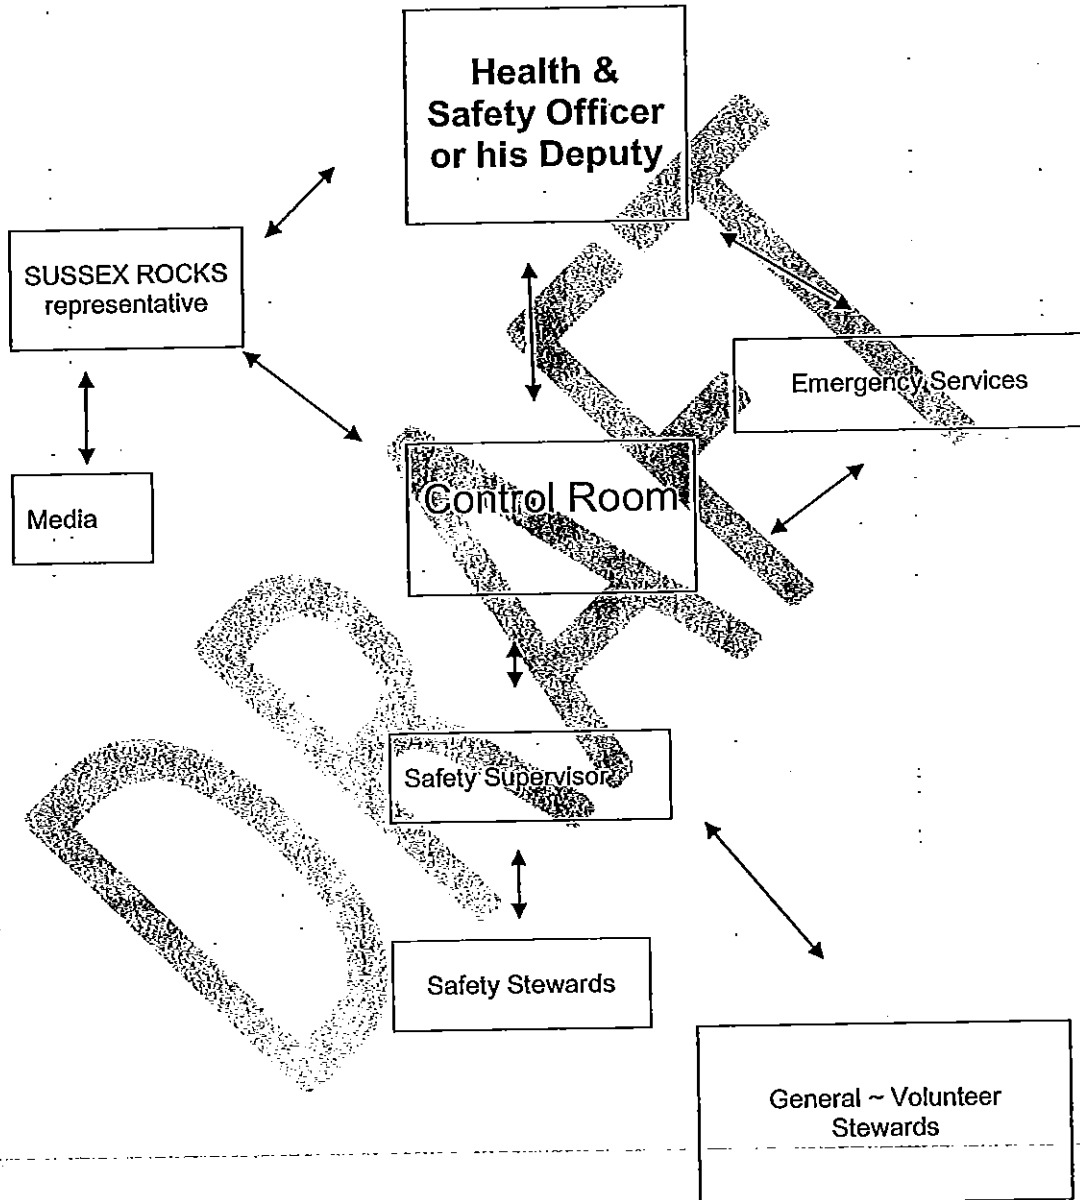 Health &
Safety Officer
or his Deputy
SUSSEX ROCKS
representative
Emergency Services
Media
Control Room
Safety Supervisor
Safety Stewards
General ~ Volunteer
Stewards
DRAFT